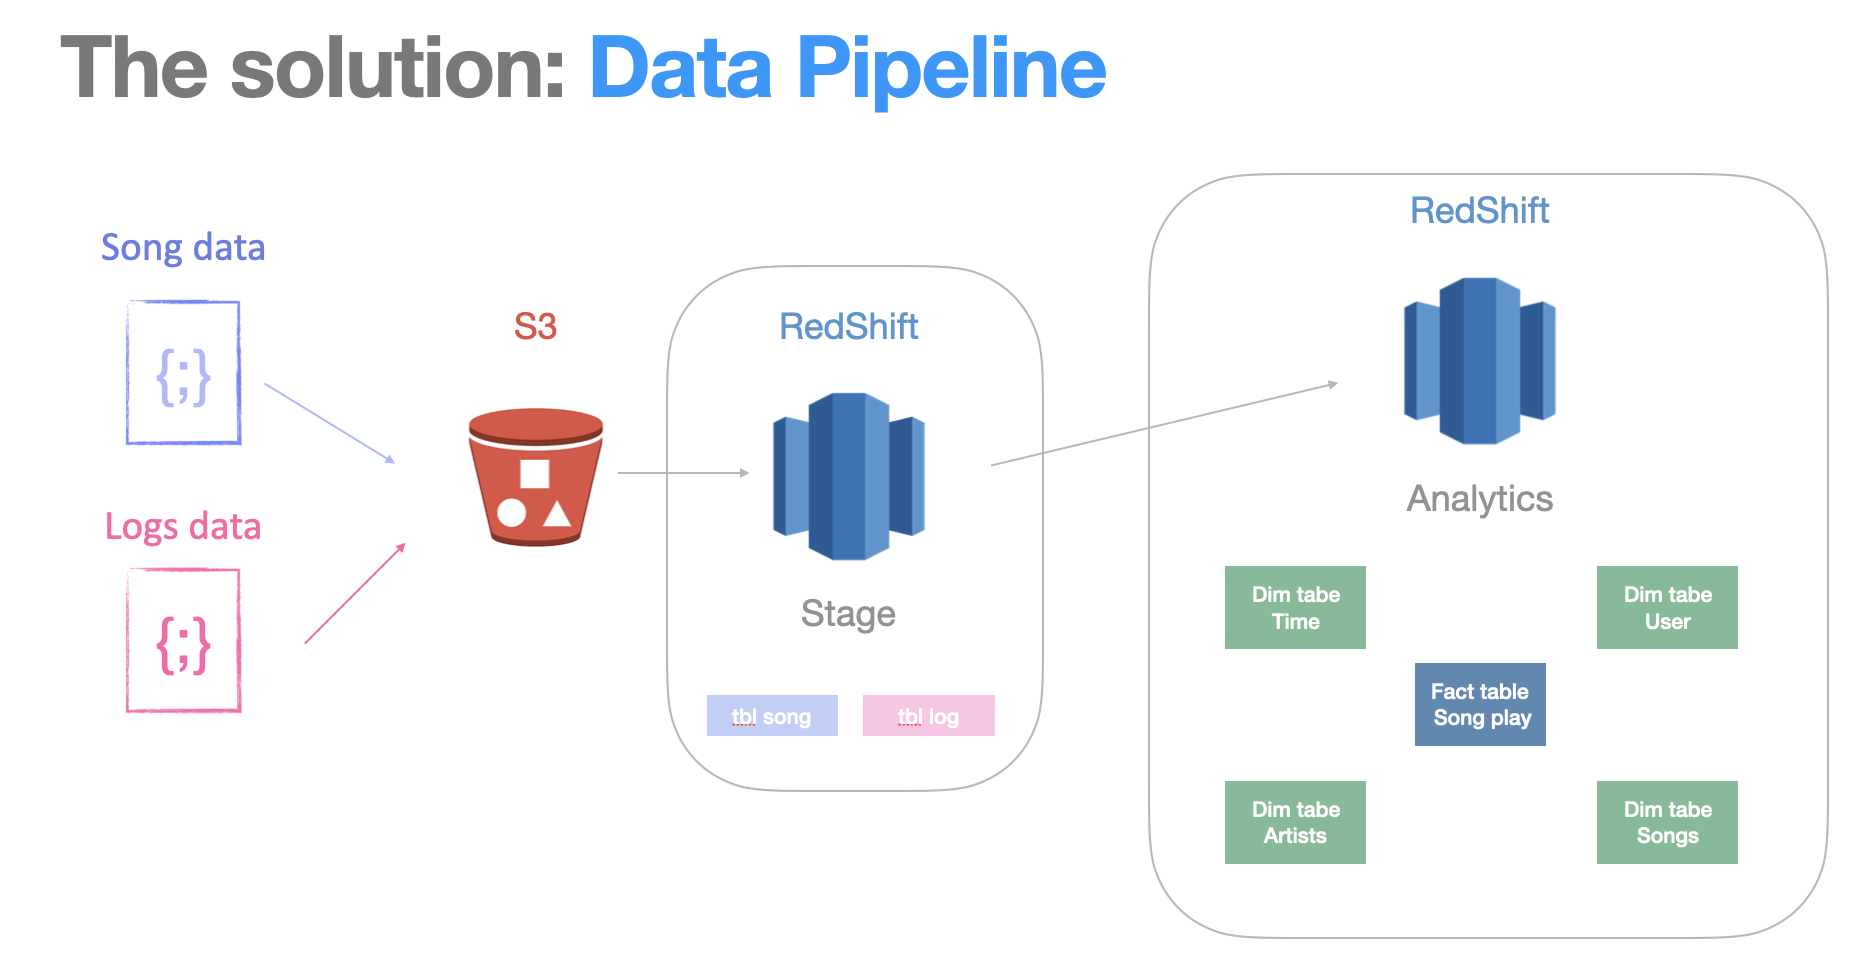 The solution: Data Pipeline
Song data
{;}
Logs data
{;}
S3
RedShift
Stage
tbl song
tbl log
RedShift
Analytics
Dim tabe
Time
Dim tabe
User
Fact table
Song play
Dim tabe
Artists
Dim tabe
Songs